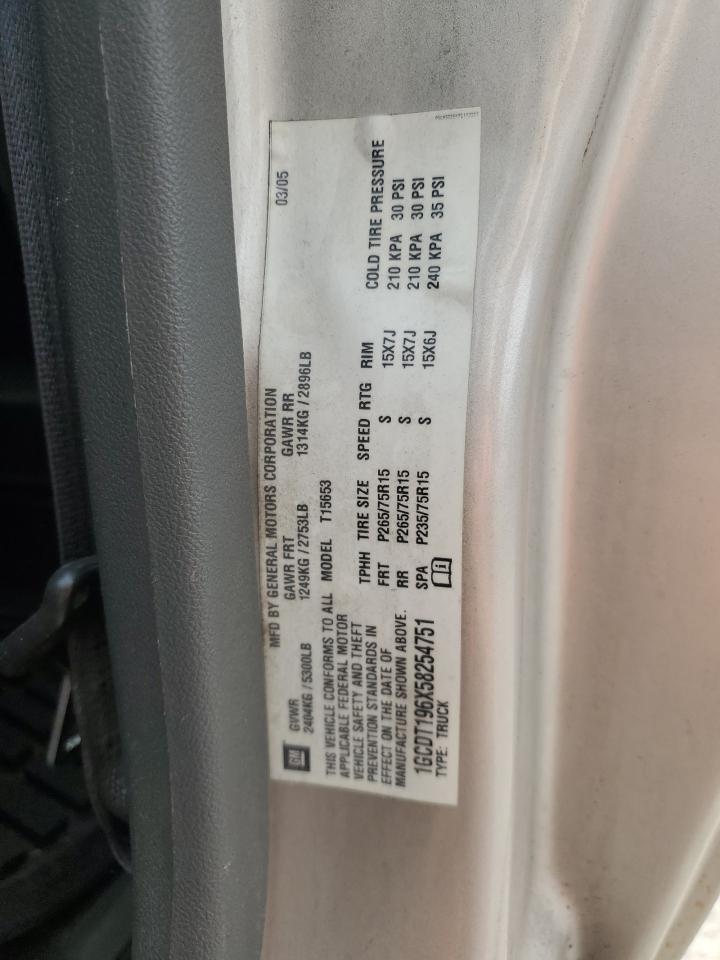 MFD BY GENERAL MOTORS CORPORATION 03/05
GM GVWR GAWR FRT GAWR RR
2404KG/5300LB 1249KG/2753LB 1314KG/2896LB
THIS VEHICLE CONFORMS TO ALL MODEL T15653
APPLICABLE FEDERAL MOTOR
VEHICLE SAFETY AND THEFT TPHH TIRE SIZE SPEED RTG RIM COLD TIRE PRESSURE
PREVENTION STANDARDS IN FRT P265/75R15 S 15X7J 210 KPA 30 PSI
EFFECT ON THE DATE OF RR P265/75R15 S 15X7J 210 KPA 30 PSI
MANUFACTURE SHOWN ABOVE. SPA P235/75R15 S 15X6J 240 KPA 35 PSI
1GCDT196X58254751
TYPE: TRUCK